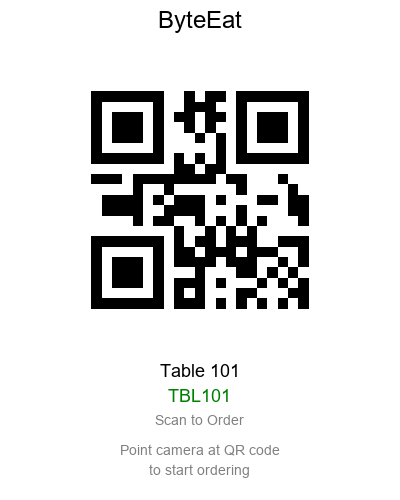 ByteEat
Table 101
TBL101
Scan to Order
Point camera at QR code
to start ordering